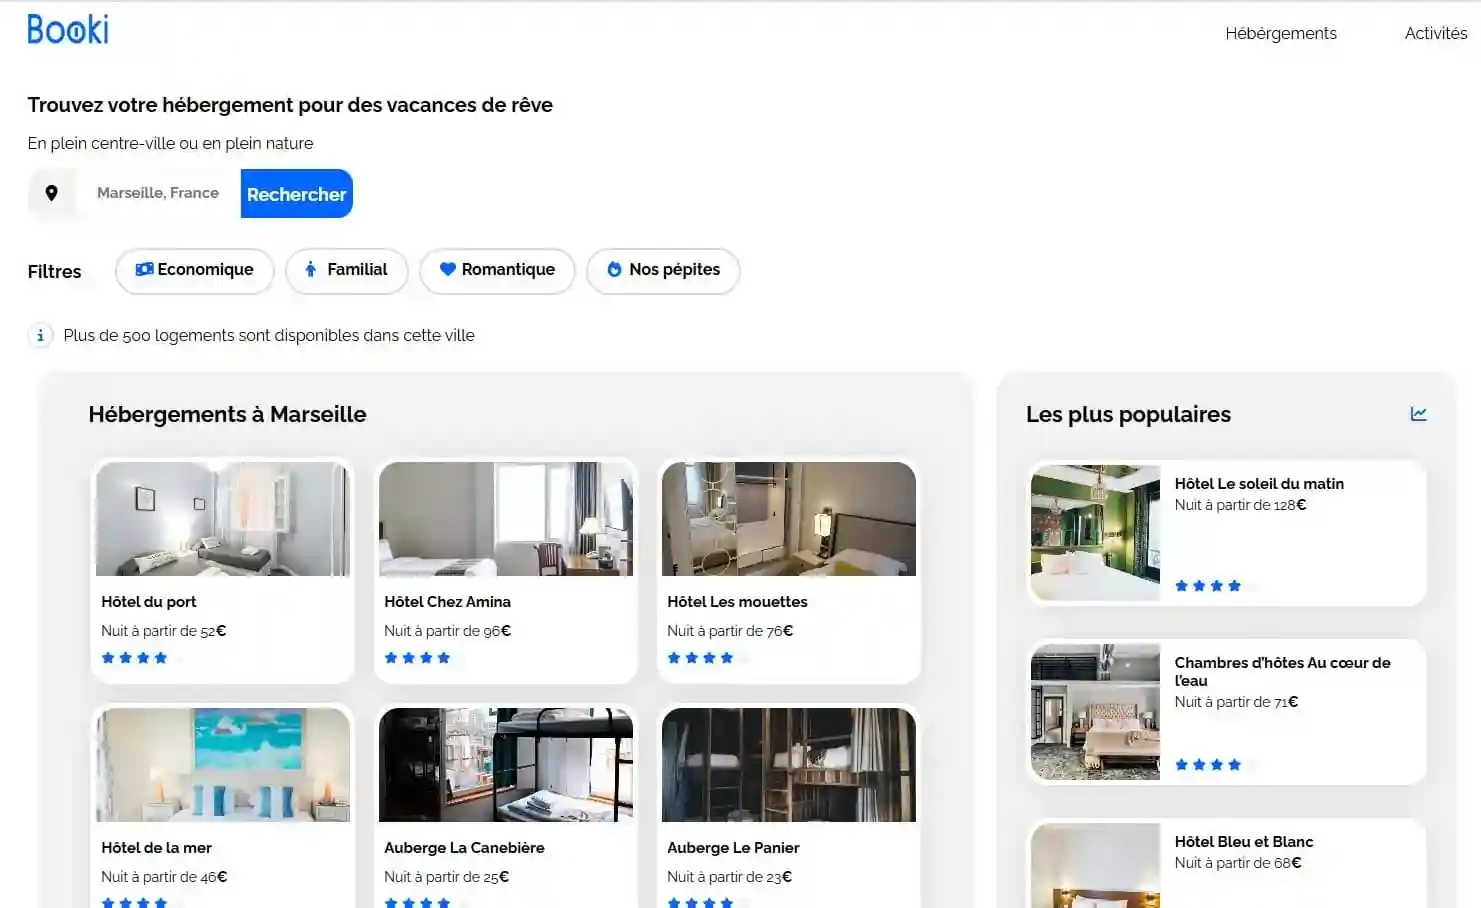 Booki
Hébérgements
Activités
Trouvez votre hébergement pour des vacances de rêve
En plein centre-ville ou en plein nature
Marseille, France
Rechercher
Filtres
Economique
Familial
Romantique
Nos pépites
Plus de 500 logements sont disponibles dans cette ville
Hébergements à Marseille
Hôtel du port
Nuit à partir de 52€
Hôtel Chez Amina
Nuit à partir de 96€
Hôtel Les mouettes
Nuit à partir de 76€
Hôtel de la mer
Nuit à partir de 46€
Auberge La Canebière
Nuit à partir de 25€
Auberge Le Panier
Nuit à partir de 23€
Les plus populaires
Hôtel Le soleil du matin
Nuit à partir de 128€
Chambres d’hôtes Au cœur de
l’eau
Nuit à partir de 71€
Hôtel Bleu et Blanc
Nuit à partir de 68€